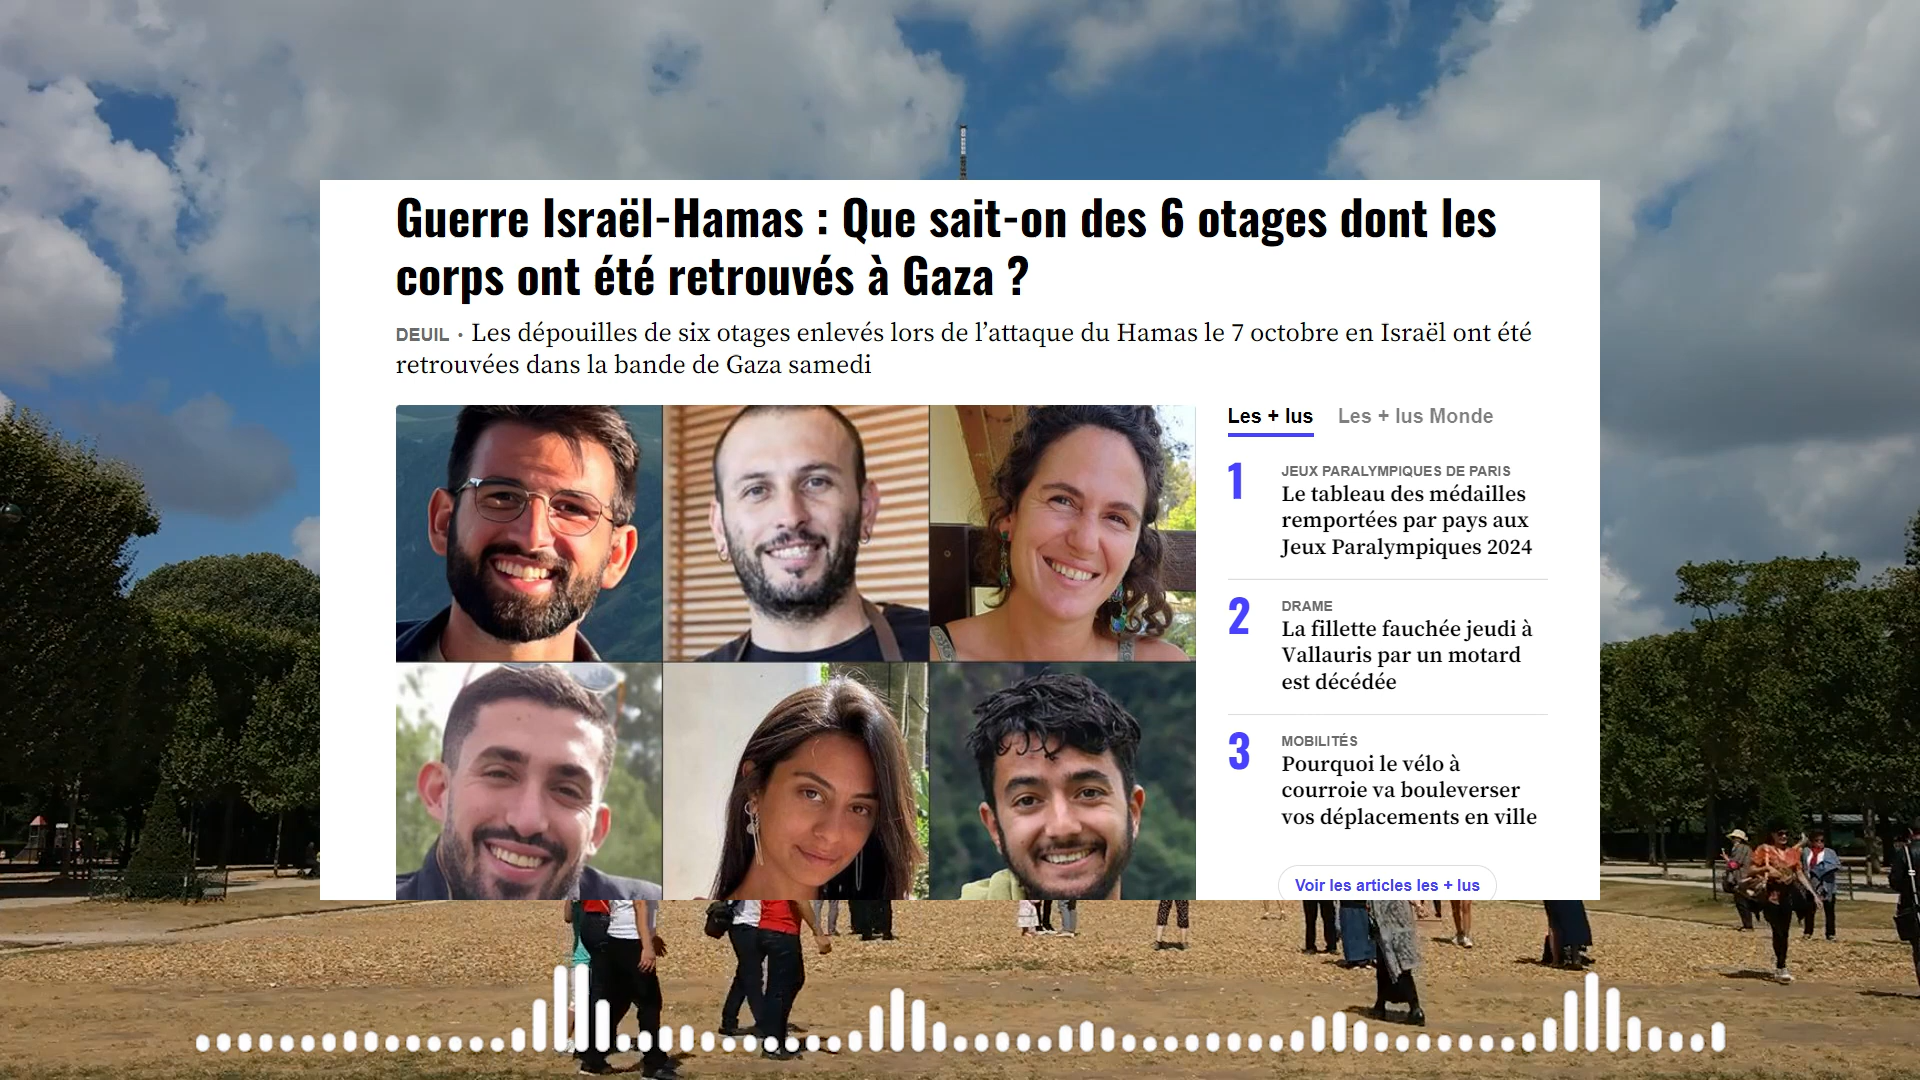 Guerre Israël-Hamas : Que sait-on des 6 otages dont les
corps ont été retrouvés à Gaza ?
DEUIL • Les dépouilles de six otages enlevés lors de l’attaque du Hamas le 7 octobre en Israël ont été
retrouvées dans la bande de Gaza samedi
Les + lus
Les + lus Monde
1
JEUX PARALYMPIQUES DE PARIS
Le tableau des médailles
remportées par pays aux
Jeux Paralympiques 2024
2
DRAME
La fillette fauchée jeudi à
Vallauris par un motard
est décédée
3
MOBILITÉS
Pourquoi le vélo à
courroie va bouleverser
vos déplacements en ville
Voir les articles les + lus